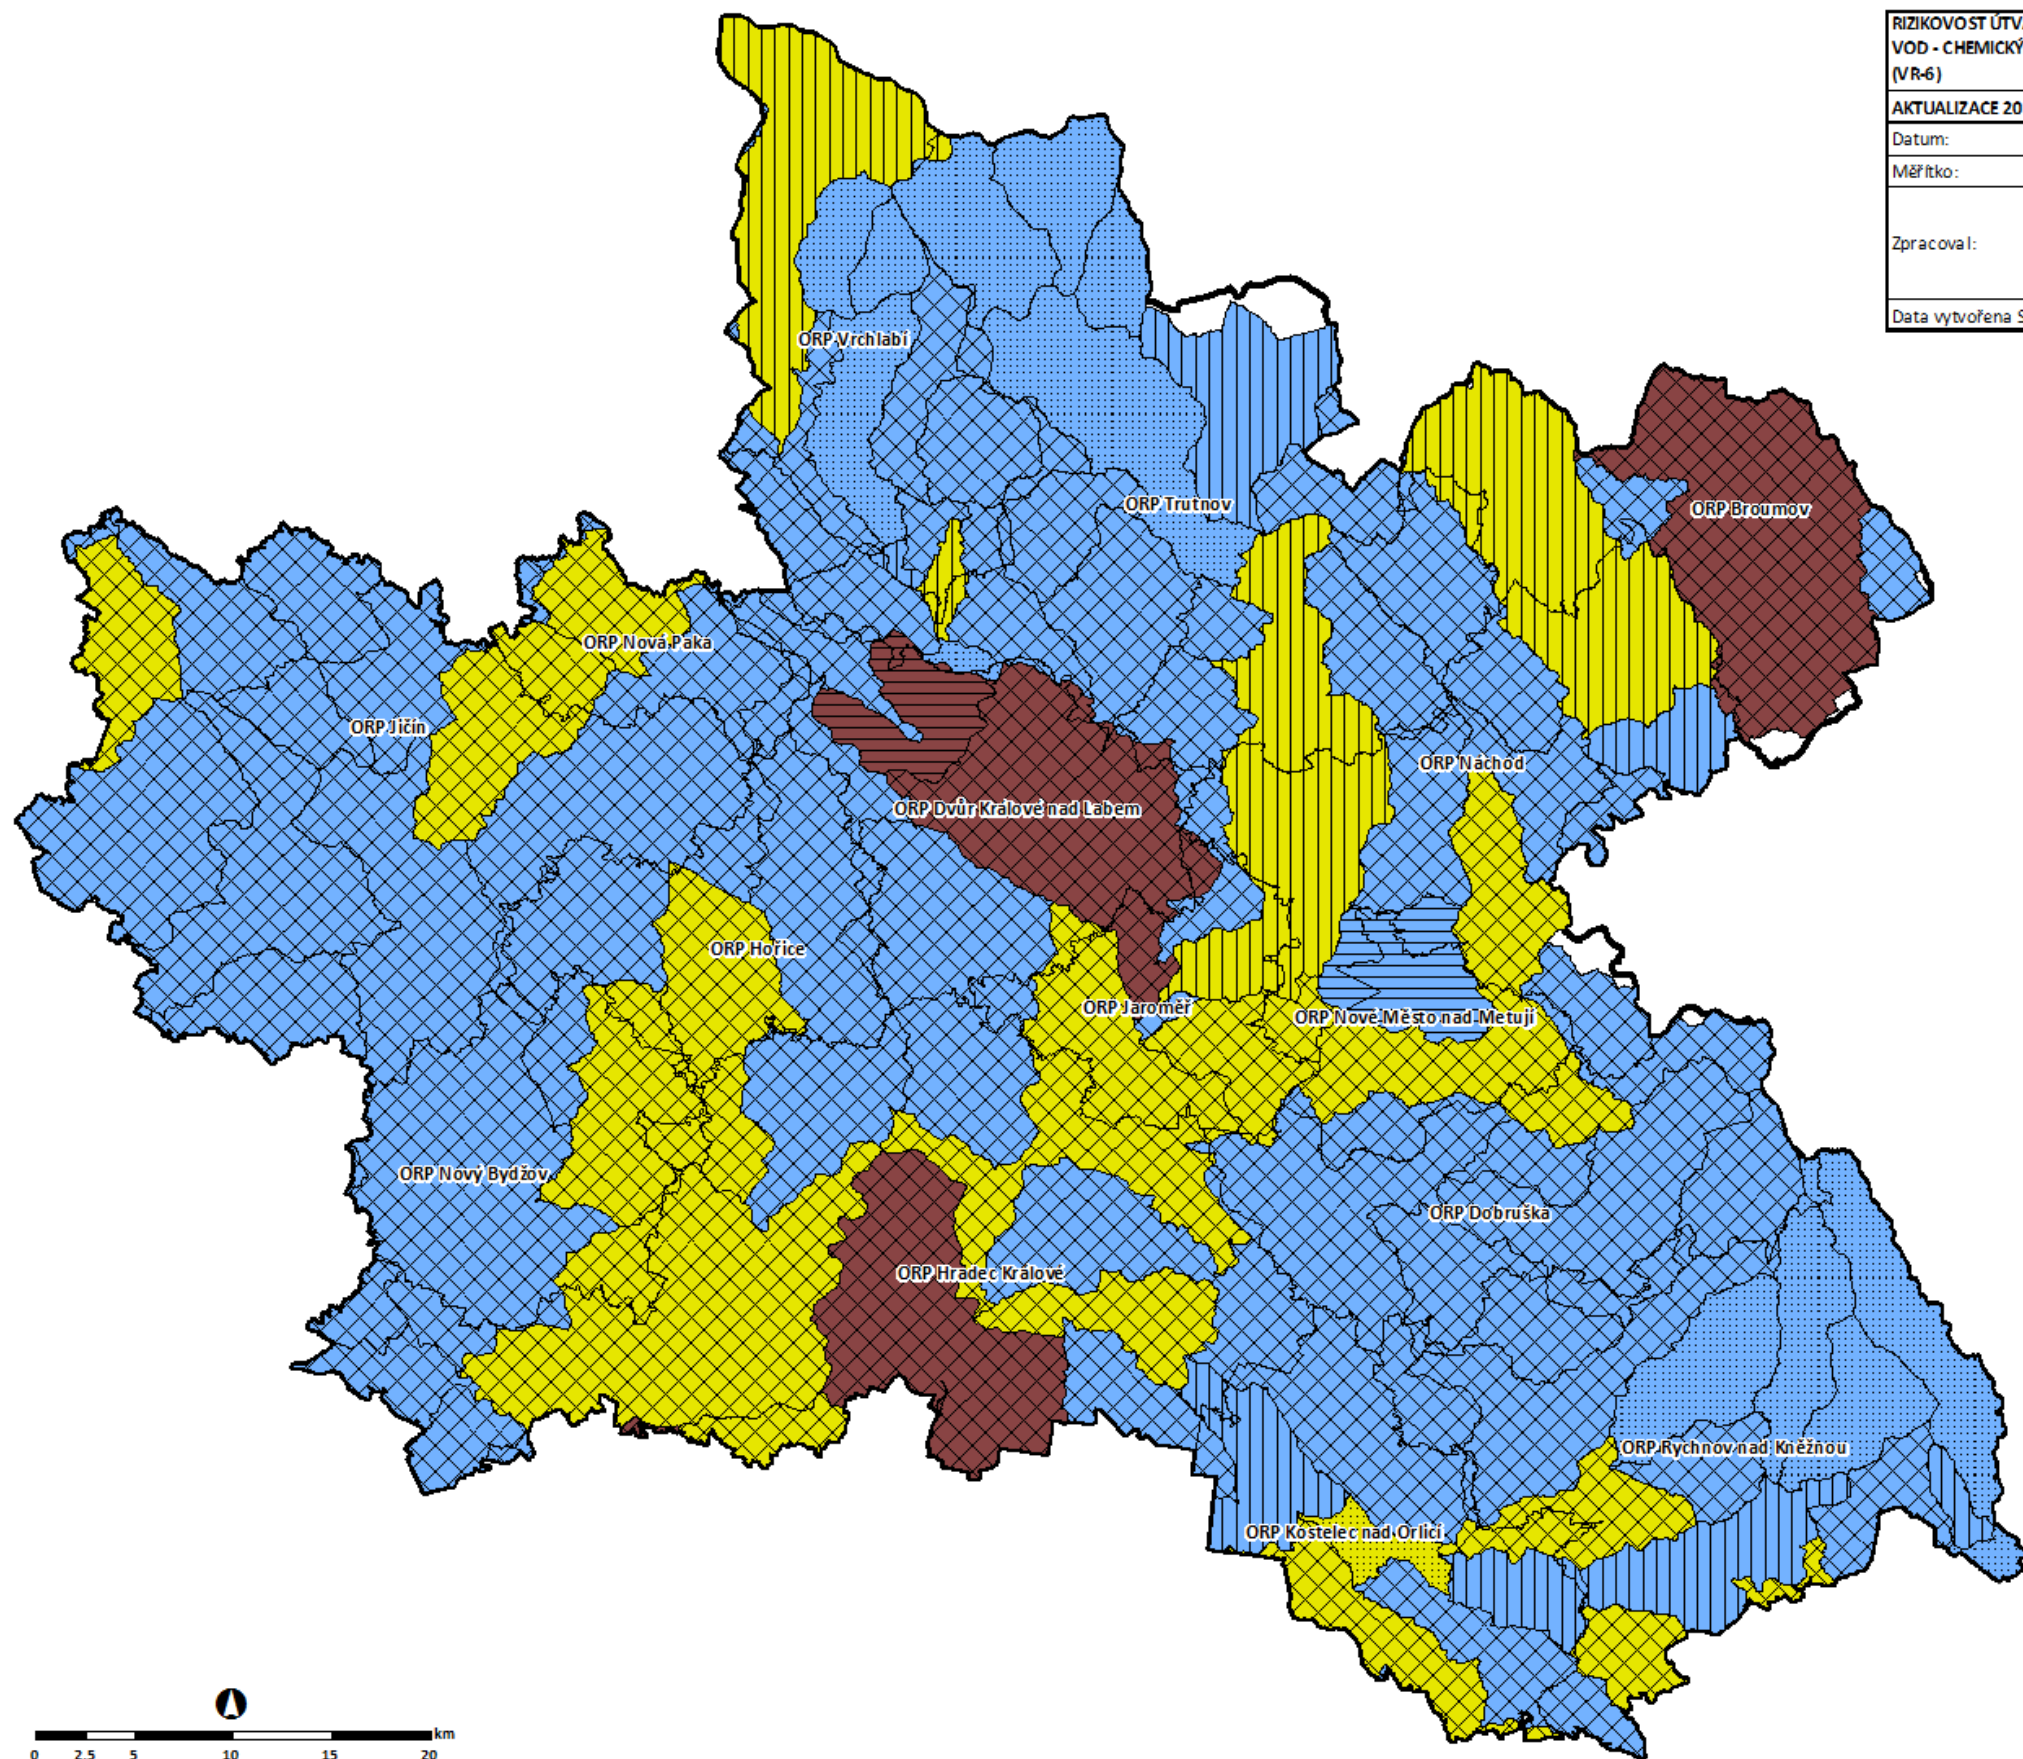 RIZIKOVOST ÚTV
VOD - CHEMICKÝ
(VR-6)
AKTUALIZACE 20
Datum:
Měřítko:
Zpracoval:
Data vytvořena S
ORP Vrchlabí
ORP Trutnov
ORP Broumov
ORP Nová Paka
ORP Jičín
ORP Náchod
ORP Dvůr Králové nad Labem
ORP Hořice
ORP Jaroměř
ORP Nové Město nad Metují
ORP Nový Bydžov
ORP Dobruška
ORP Hradec Králové
ORP Rychnov nad Kněžnou
ORP Kostelec nad Orlicí
km
0 2,5 5 10 15 20